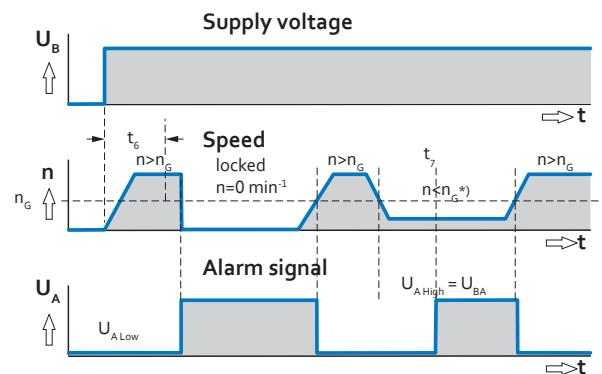 Supply voltage
U_B
t
t_6
Speed
t_7
n
n>n_G
locked
n=0 min⁻¹
n>n_G
n<n_G*)
n>n_G
n_G
t
Alarm signal
U_A
U_A High = U_BA
U_A Low
t